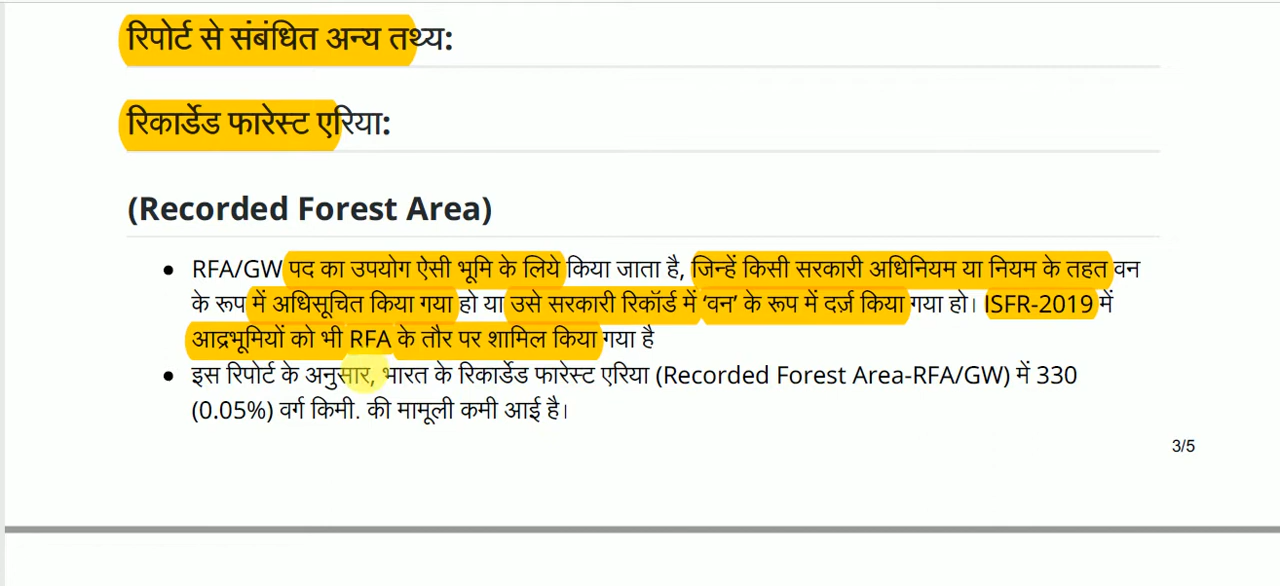 रिपोर्ट से संबंधित अन्य तथ्य:
रिकार्डेड फारेस्ट एरिया:
(Recorded Forest Area)
• RFA/GW पद का उपयोग ऐसी भूमि के लिये किया जाता है, जिन्हें किसी सरकारी अधिनियम या नियम के तहत वन
के रूप में अधिसूचित किया गया हो या उसे सरकारी रिकॉर्ड में ‘वन’ के रूप में दर्ज़ किया गया हो। ISFR-2019 में
आद्रभूमियों को भी RFA के तौर पर शामिल किया गया है
• इस रिपोर्ट के अनुसार, भारत के रिकार्डेड फारेस्ट एरिया (Recorded Forest Area-RFA/GW) में 330
(0.05%) वर्ग किमी. की मामूली कमी आई है।
3/5